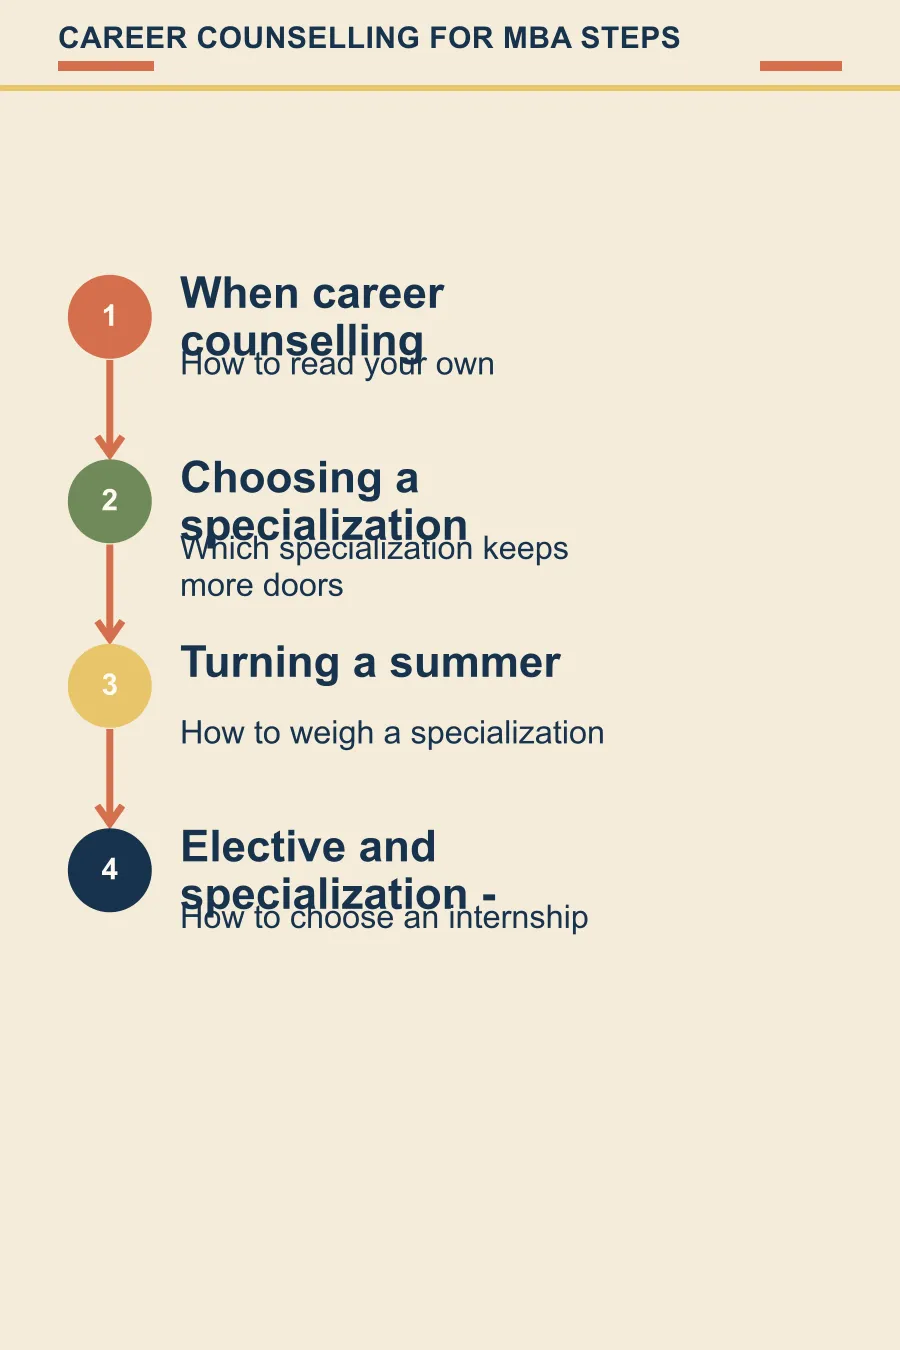 CAREER COUNSELLING FOR MBA STEPS
1
When career
counselling
How to read your own
2
Choosing a
specialization
Which specialization keeps
more doors
3
Turning a summer
How to weigh a specialization
4
Elective and
specialization -
How to choose an internship